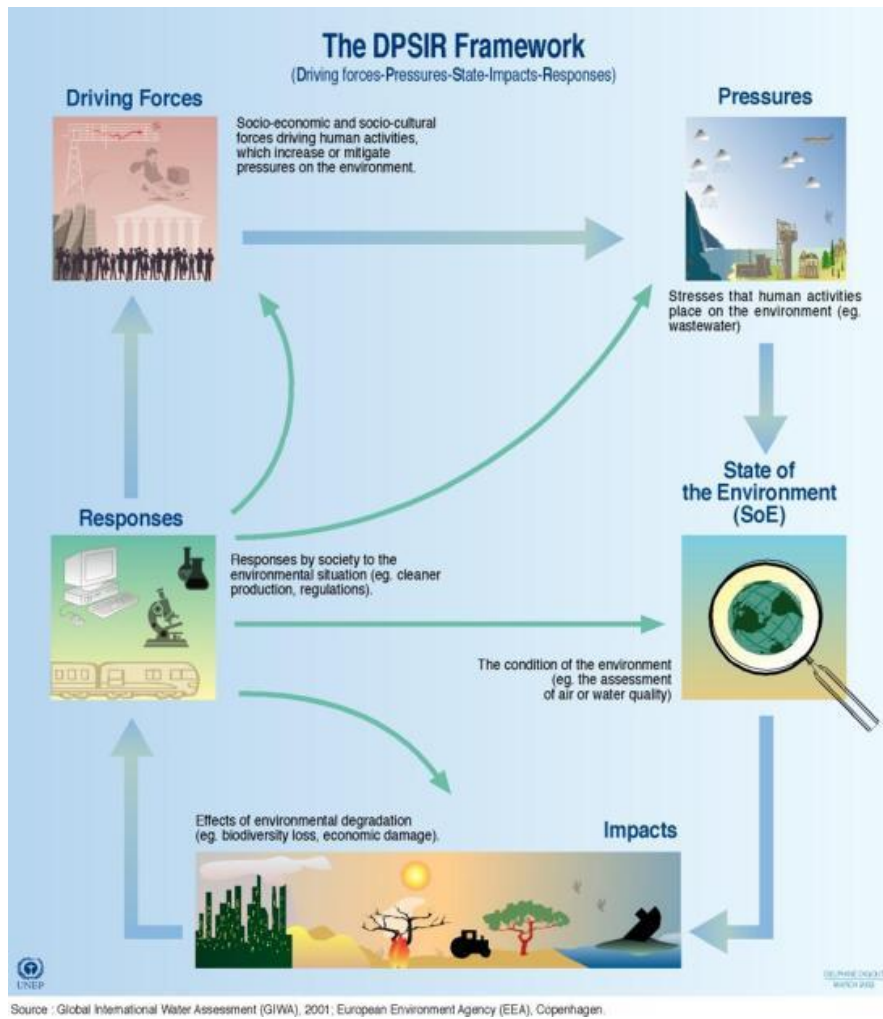 The DPSIR Framework
(Driving forces-Pressures-State-Impacts-Responses)
Driving Forces
Socio-economic and socio-cultural
forces driving human activities,
which increase or mitigate
pressures on the environment.
Pressures
Stresses that human activities
place on the environment (eg.
wastewater)
State of
the Environment
(SoE)
Responses
Responses by society to the
environmental situation (eg. cleaner
production, regulations).
The condition of the environment
(eg. the assessment
of air or water quality)
Effects of environmental degradation
(eg. biodiversity loss, economic damage).
Impacts
UNEP
MARCH 2002
Source : Global International Water Assessment (GIWA), 2001; European Environment Agency (EEA), Copenhagen.